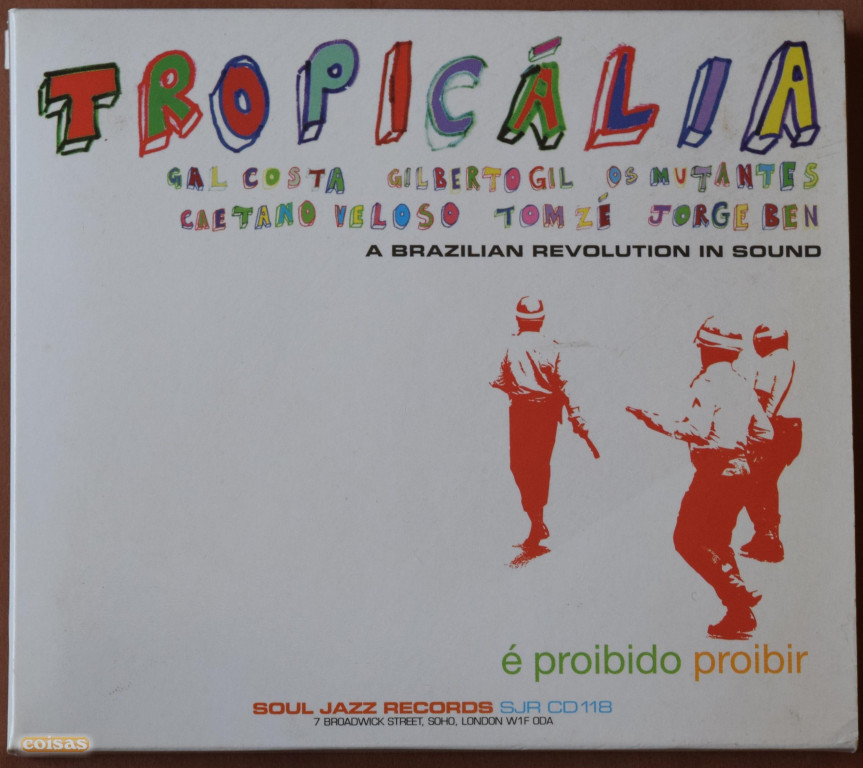 TROPICÁLIA
GAL COSTA GILBERTO GIL OS MUTANTES
CAETANO VELOSO TOM ZÉ JORGE BEN
A BRAZILIAN REVOLUTION IN SOUND
é proibido proibir
SOUL JAZZ RECORDS SJR CD118
7 BROADWICK STREET, SOHO, LONDON W1F 0DA
coisas